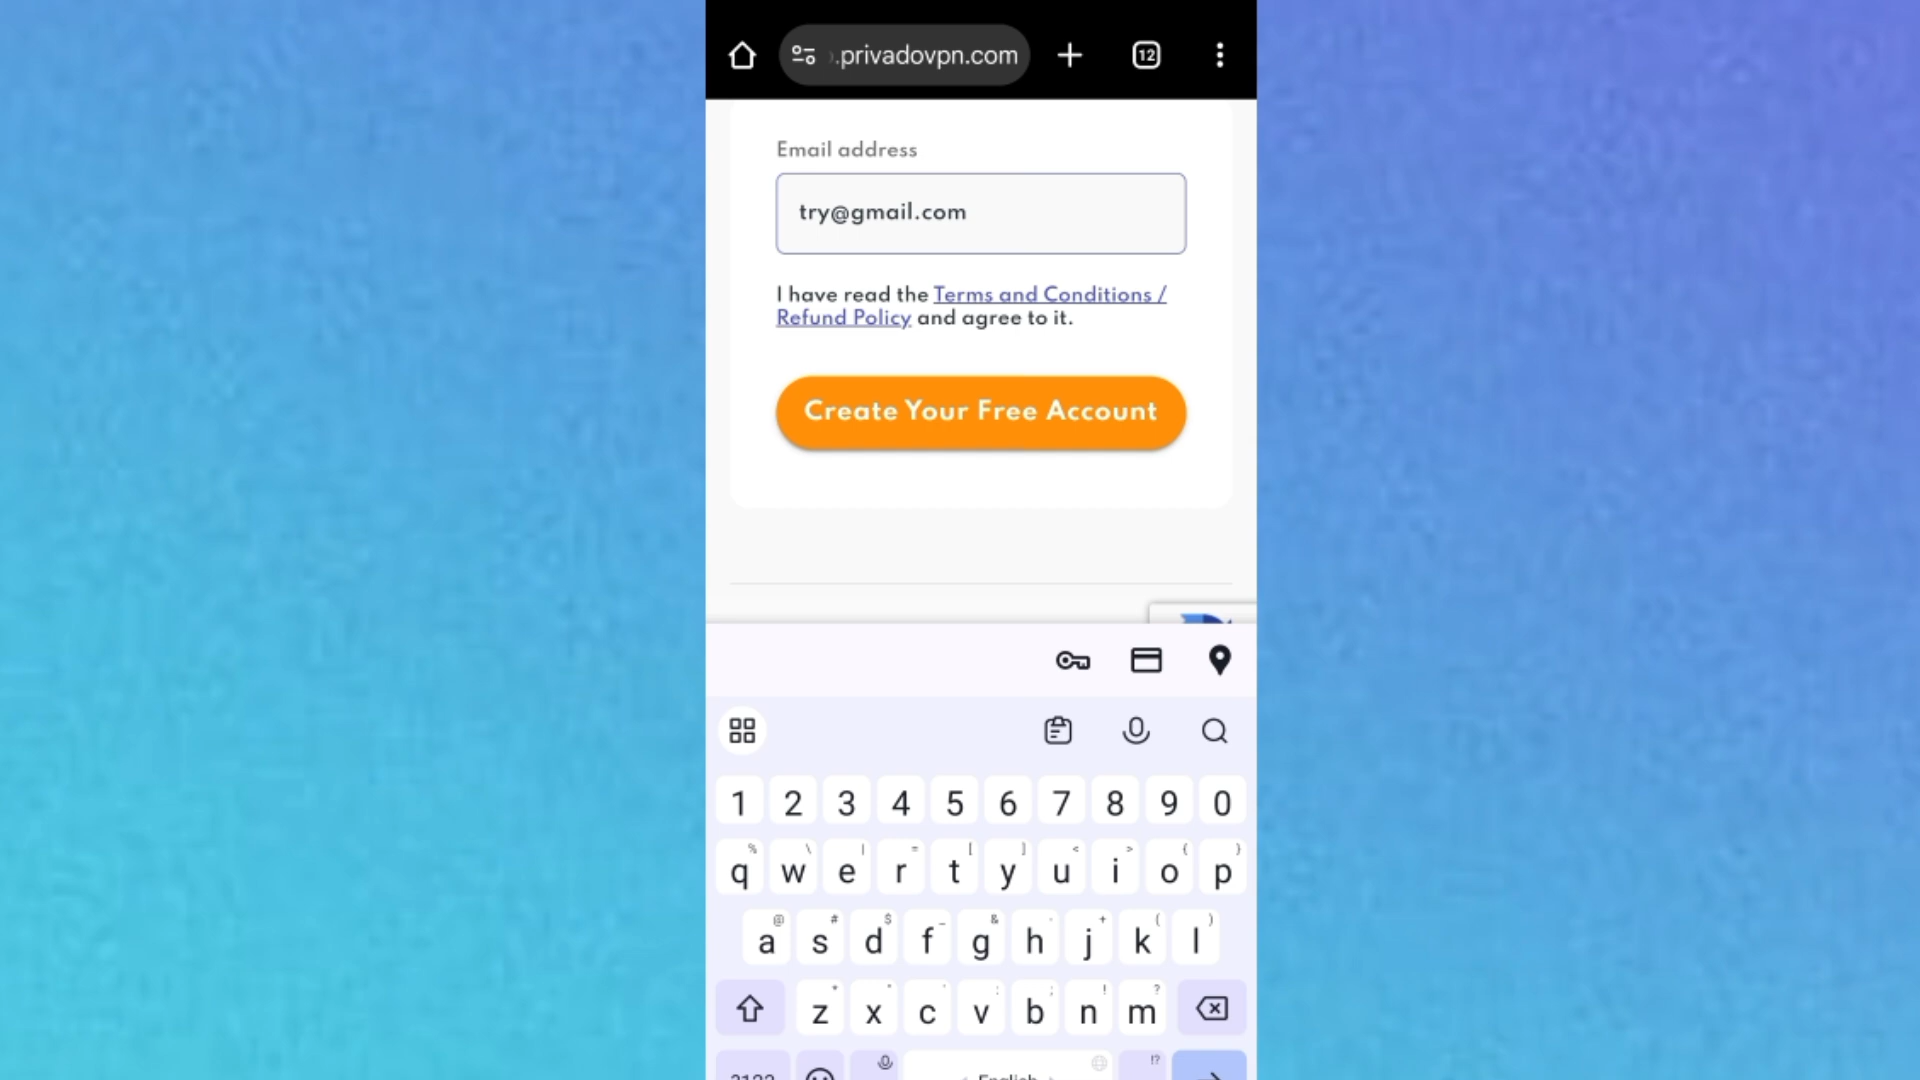 .privadovpn.com
12
Email address
try@gmail.com
I have read the Terms and Conditions /
Refund Policy and agree to it.
Create Your Free Account
1 2 3 4 5 6 7 8 9 0
% \ | = [ ] < > { }
q w e r t y u i o p
@ # $ _ & - + ( )
a s d f g h j k l
* " ' : ; ! ?
z x c v b n m
!?
English